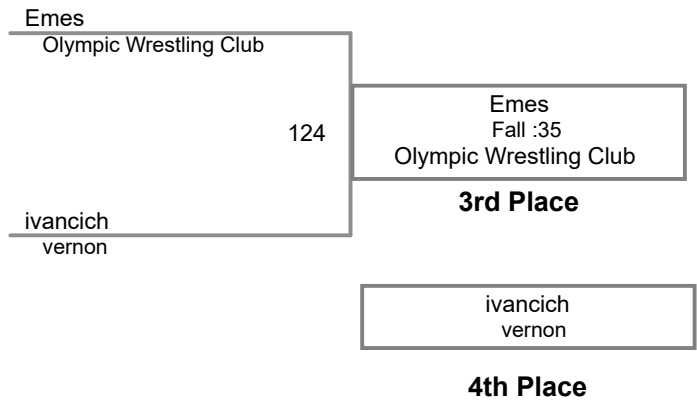 Emes
Olympic Wrestling Club
124
Emes
Fall :35
Olympic Wrestling Club
3rd Place
ivancich
vernon
ivancich
vernon
4th Place